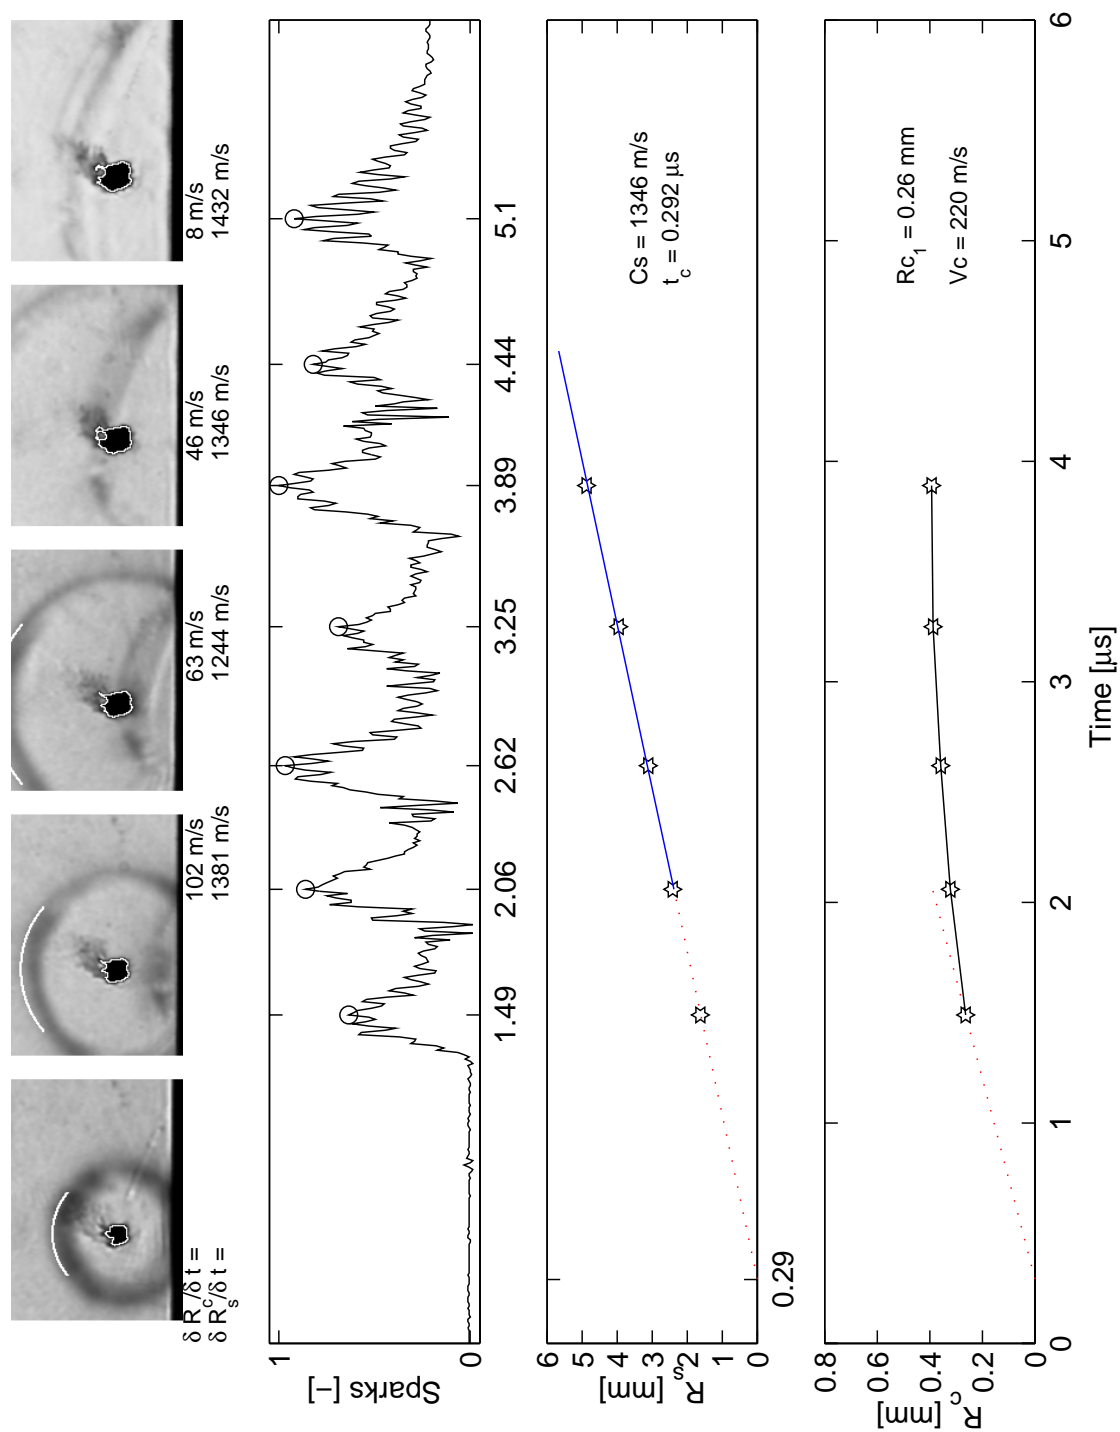 δ R_c/δ t =
102 m/s
63 m/s
46 m/s
8 m/s
δ R_s/δ t =
1381 m/s
1244 m/s
1346 m/s
1432 m/s
Sparks [−]
1
0
1.49
2.06
2.62
3.25
3.89
4.44
5.1
R_s [mm]
6
5
4
3
2
1
0
Cs = 1346 m/s
t_c = 0.292 µs
0.29
R_c [mm]
0.8
0.6
0.4
0.2
0
Rc_1 = 0.26 mm
Vc = 220 m/s
0
1
2
3
4
5
6
Time [µs]